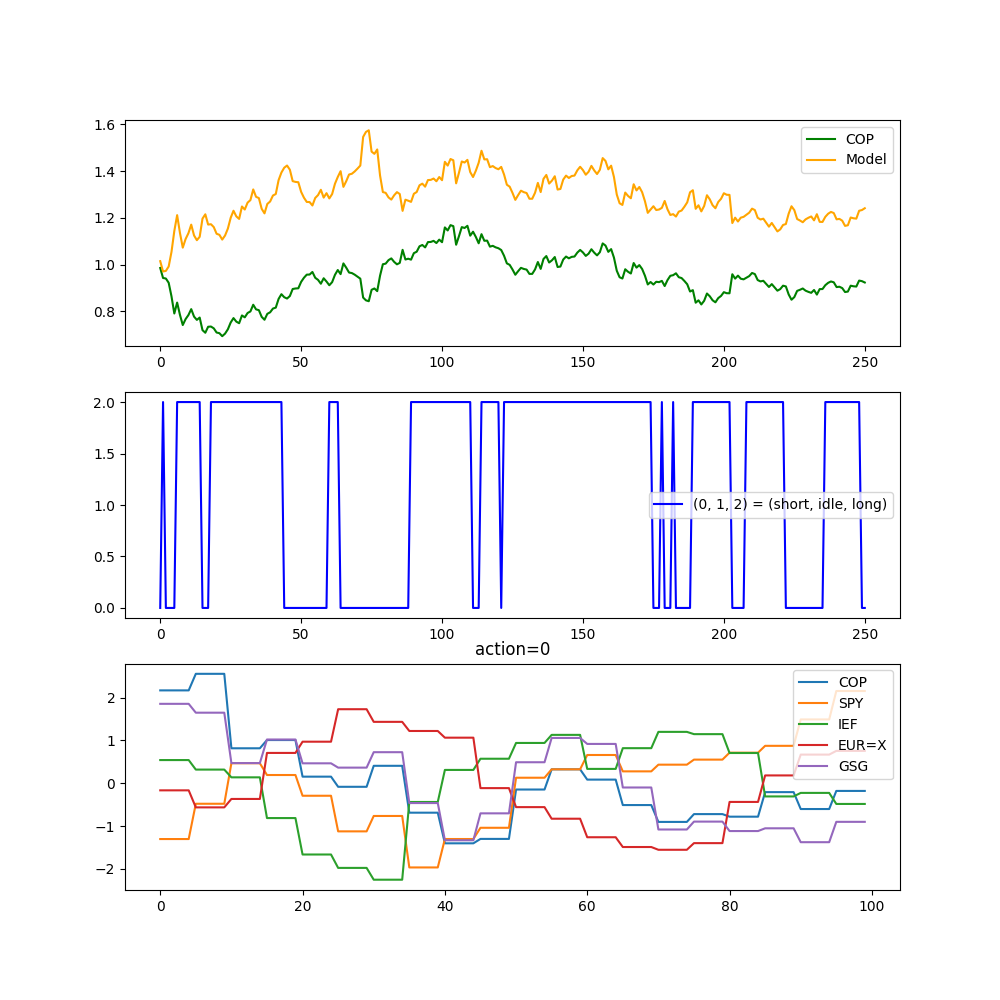 1.6
1.4
1.2
1.0
0.8
COP
Model
0 50 100 150 200 250
2.0
1.5
1.0
0.5
0.0
(0, 1, 2) = (short, idle, long)
0 50 100 150 200 250
action=0
2
1
0
−1
−2
COP
SPY
IEF
EUR=X
GSG
0 20 40 60 80 100